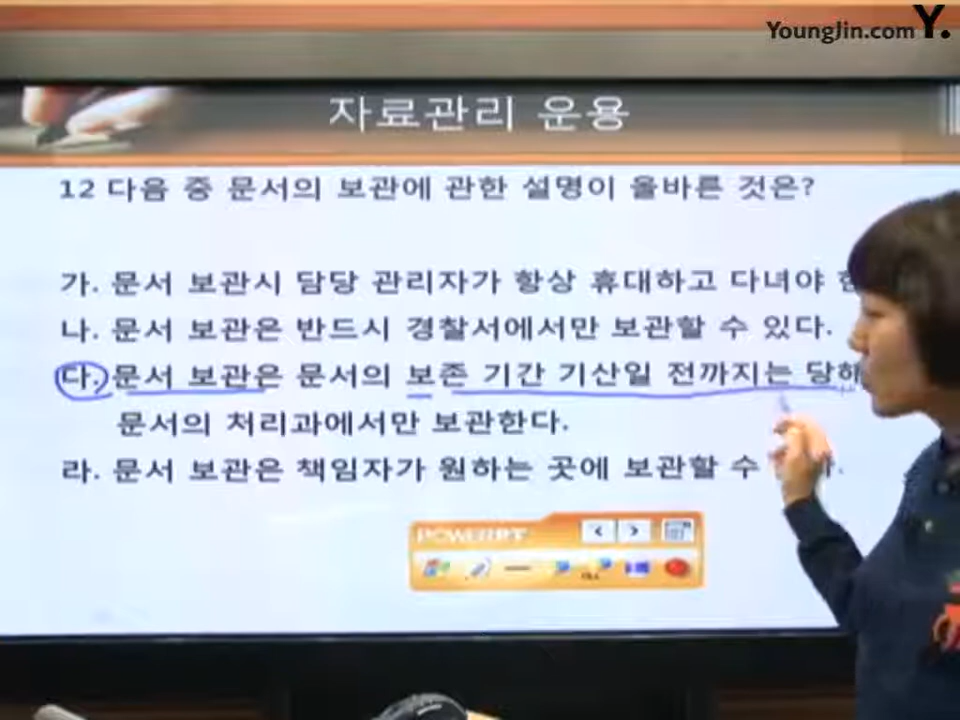 YoungJin.com Y.
자료관리 운용
12 다음 중 문서의 보관에 관한 설명이 올바른 것은?
가. 문서 보관시 담당 관리자가 항상 휴대하고 다녀야
나. 문서 보관은 반드시 경찰서에서만 보관할 수 있다.
다. 문서 보관은 문서의 보존 기간 기산일 전까지는 당해
문서의 처리과에서만 보관한다.
라. 문서 보관은 책임자가 원하는 곳에 보관할 수